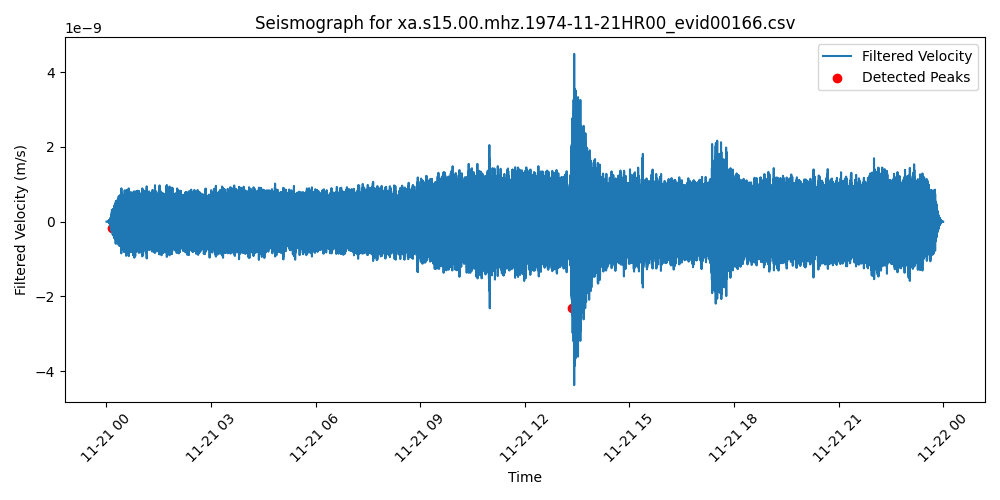 Seismograph for xa.s15.00.mhz.1974-11-21HR00_evid00166.csv
1e−9
Filtered Velocity
Detected Peaks
4
2
0
−2
−4
Filtered Velocity (m/s)
11-21 00
11-21 03
11-21 06
11-21 09
11-21 12
11-21 15
11-21 18
11-21 21
11-22 00
Time